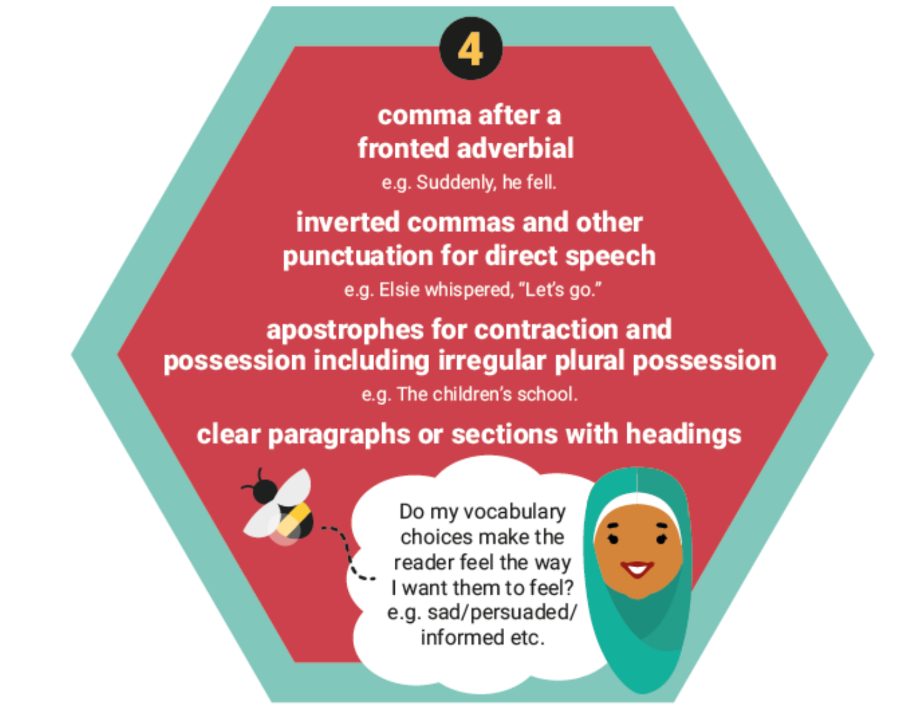 4
comma after a
fronted adverbial
e.g. Suddenly, he fell.
inverted commas and other
punctuation for direct speech
e.g. Elsie whispered, “Let’s go.”
apostrophes for contraction and
possession including irregular plural possession
e.g. The children’s school.
clear paragraphs or sections with headings
Do my vocabulary
choices make the
reader feel the way
I want them to feel?
e.g. sad/persuaded/
informed etc.